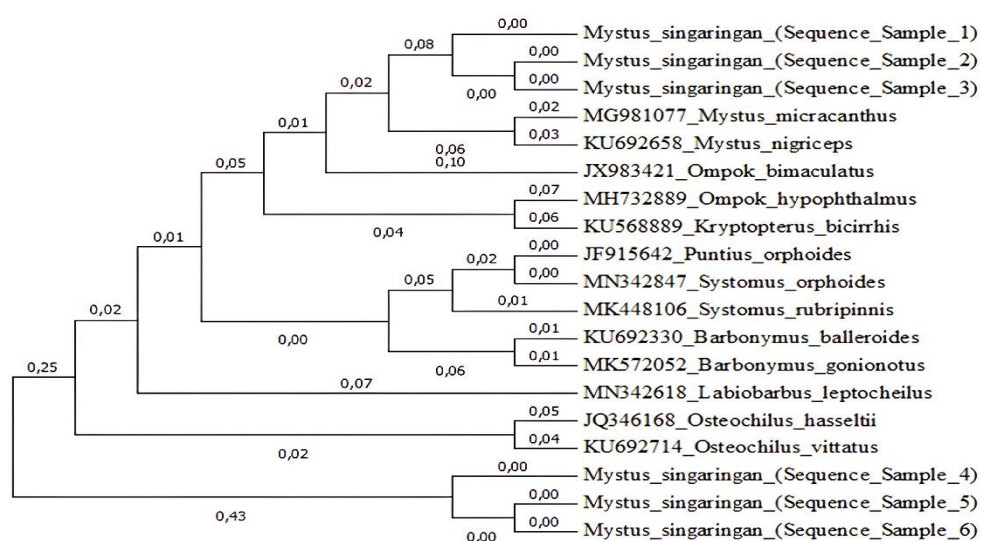 0,00
Mystus_singaringan_(Sequence_Sample_1)
0,08
0,00
Mystus_singaringan_(Sequence_Sample_2)
0,02
0,00
Mystus_singaringan_(Sequence_Sample_3)
0,00
0,02
MG981077_Mystus_micracanthus
0,01
0,03
KU692658_Mystus_nigriceps
0,06
0,05
0,10
JX983421_Ompok_bimaculatus
0,07
MH732889_Ompok_hypophthalmus
0,06
KU568889_Kryptopterus_bicirrhis
0,04
0,01
0,00
JF915642_Puntius_orphoides
0,02
0,00
MN342847_Systomus_orphoides
0,05
0,01
MK448106_Systomus_rubripinnis
0,02
0,01
KU692330_Barbonymus_balleroides
0,00
0,01
MK572052_Barbonymus_gonionotus
0,25
0,06
0,07
MN342618_Labiobarbus_leptocheilus
0,05
JQ346168_Osteochilus_hasseltii
0,04
KU692714_Osteochilus_vittatus
0,02
0,00
Mystus_singaringan_(Sequence_Sample_4)
0,00
Mystus_singaringan_(Sequence_Sample_5)
0,43
0,00
Mystus_singaringan_(Sequence_Sample_6)
0,00